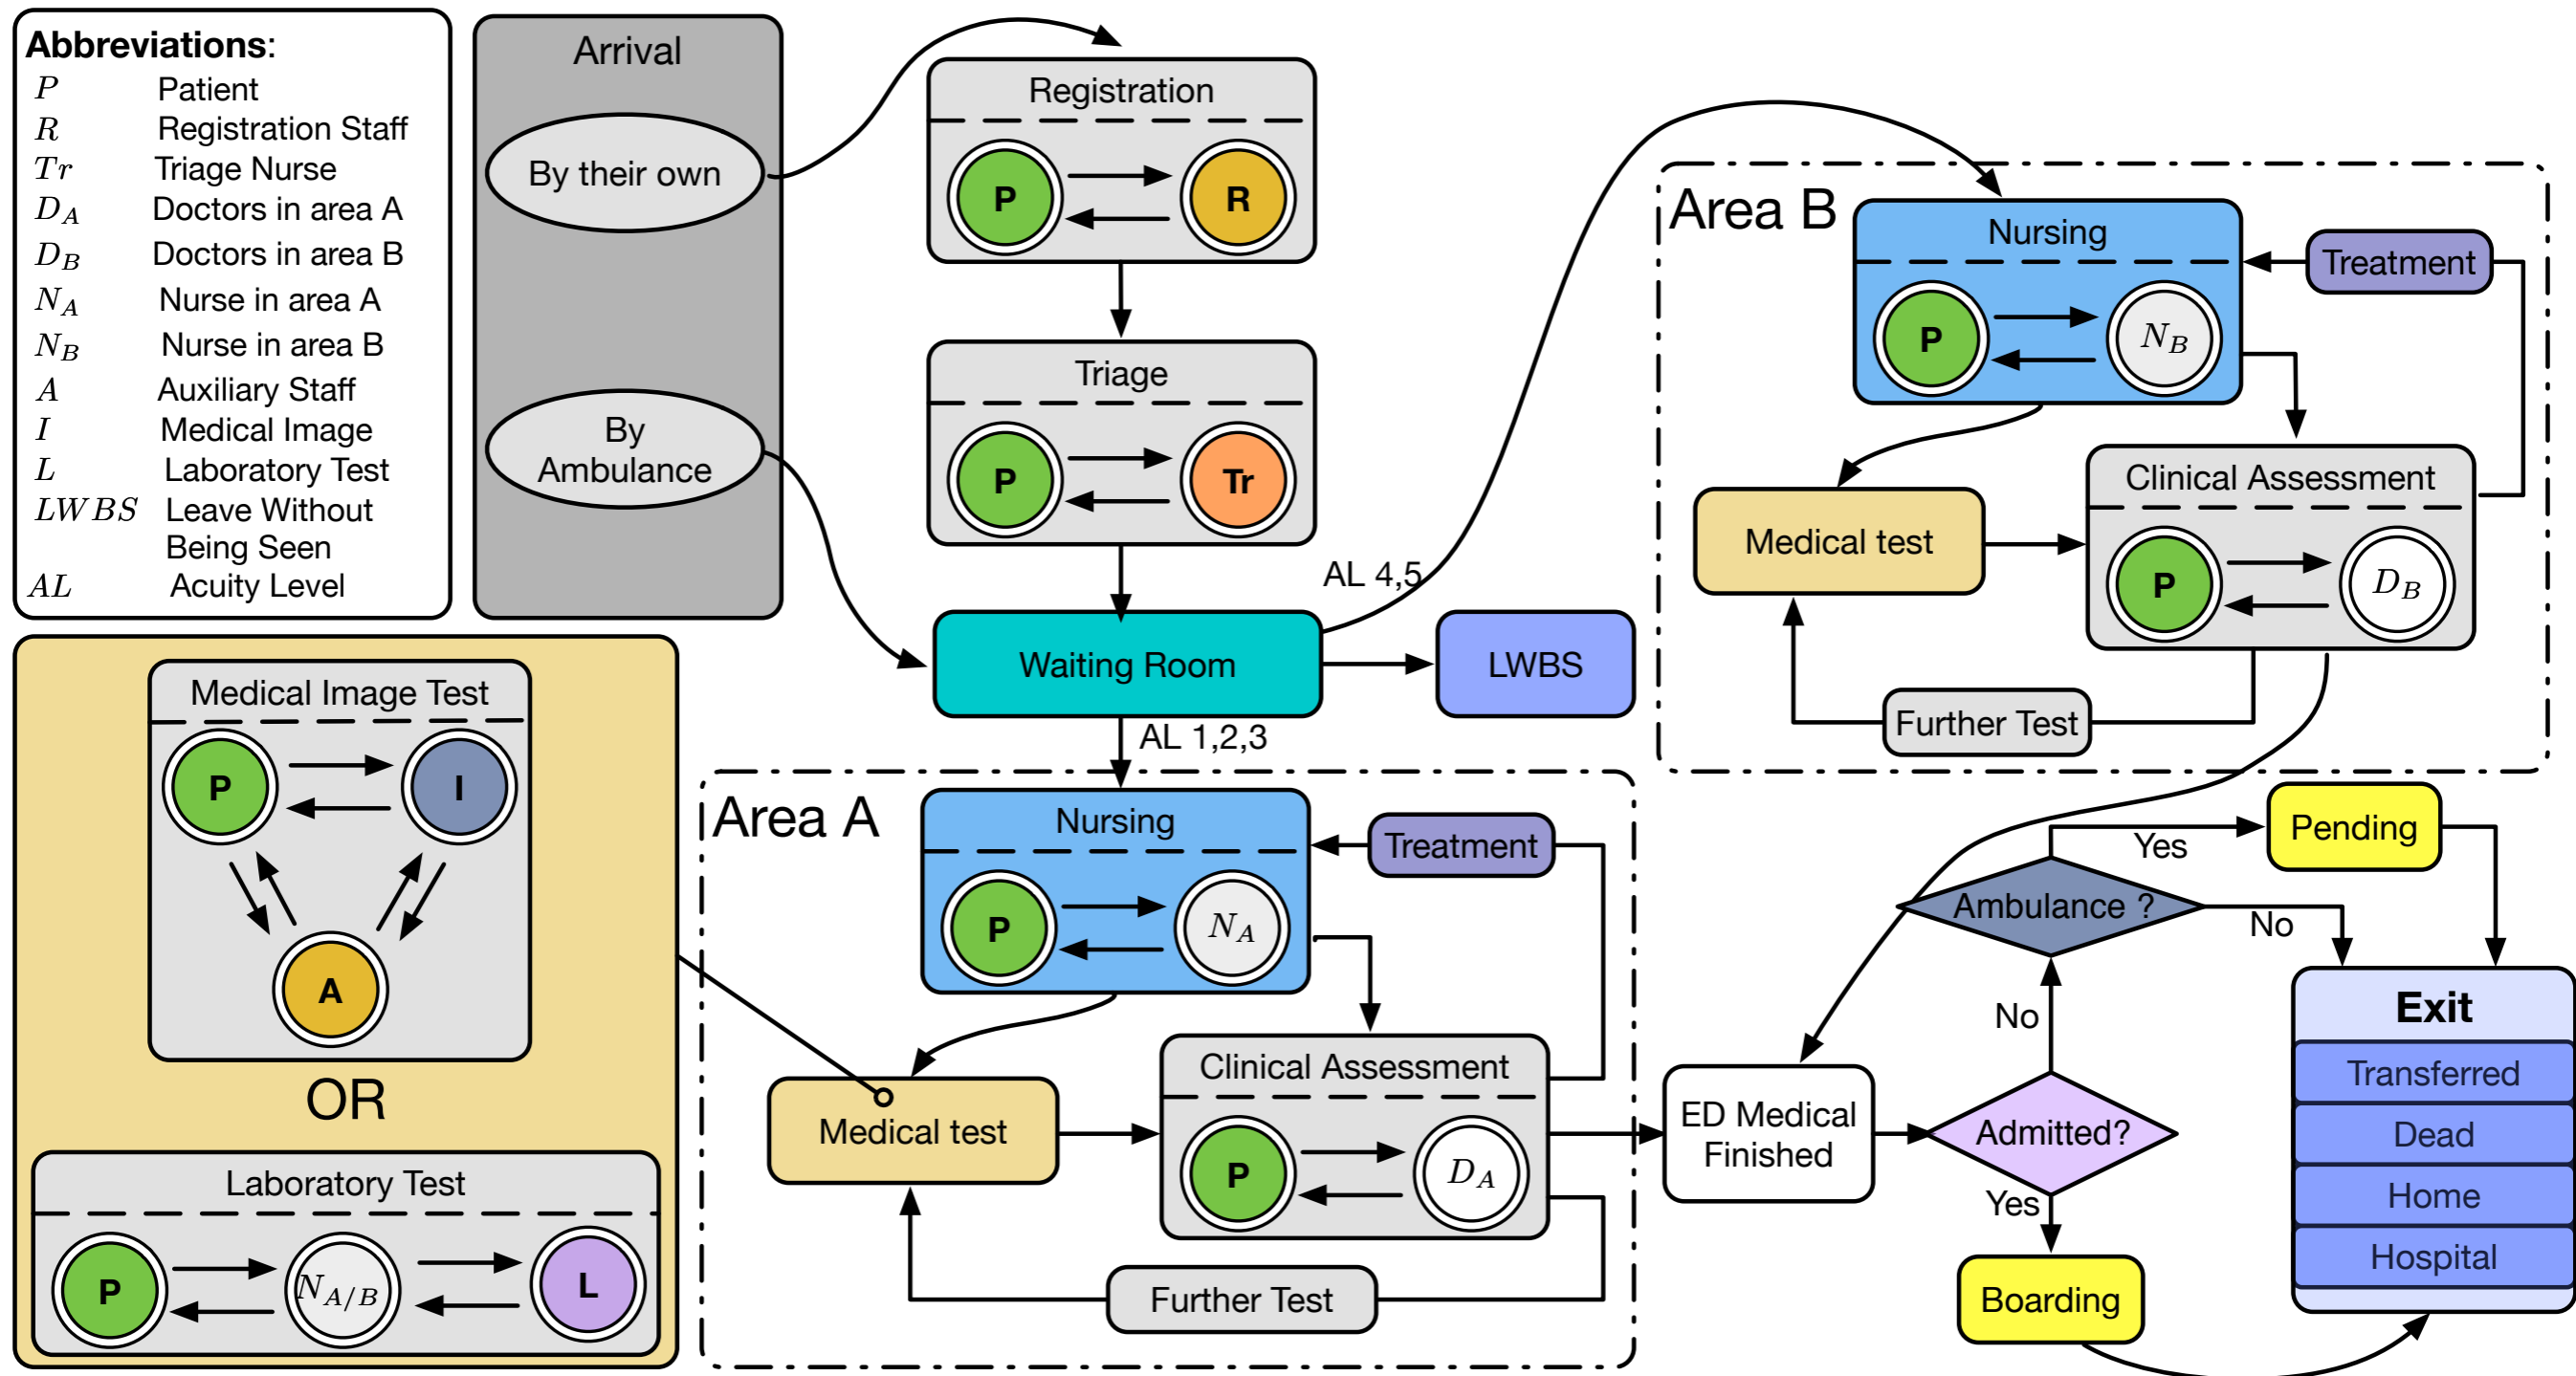 Abbreviations:
P Patient
R Registration Staff
Tr Triage Nurse
D_A Doctors in area A
D_B Doctors in area B
N_A Nurse in area A
N_B Nurse in area B
A Auxiliary Staff
I Medical Image
L Laboratory Test
LWBS Leave Without
Being Seen
AL Acuity Level
Arrival
By their own
By
Ambulance
Registration
P R
Triage
P Tr
Waiting Room
AL 4,5
LWBS
AL 1,2,3
Area B
Nursing
P N_B
Treatment
Medical test
Clinical Assessment
P D_B
Further Test
Medical Image Test
P I
A
OR
Laboratory Test
P N_A/B L
Area A
Nursing
P N_A
Treatment
Medical test
Clinical Assessment
P D_A
Further Test
ED Medical
Finished
Admitted?
No
Yes
Ambulance ?
Yes
No
Pending
Boarding
Exit
Transferred
Dead
Home
Hospital